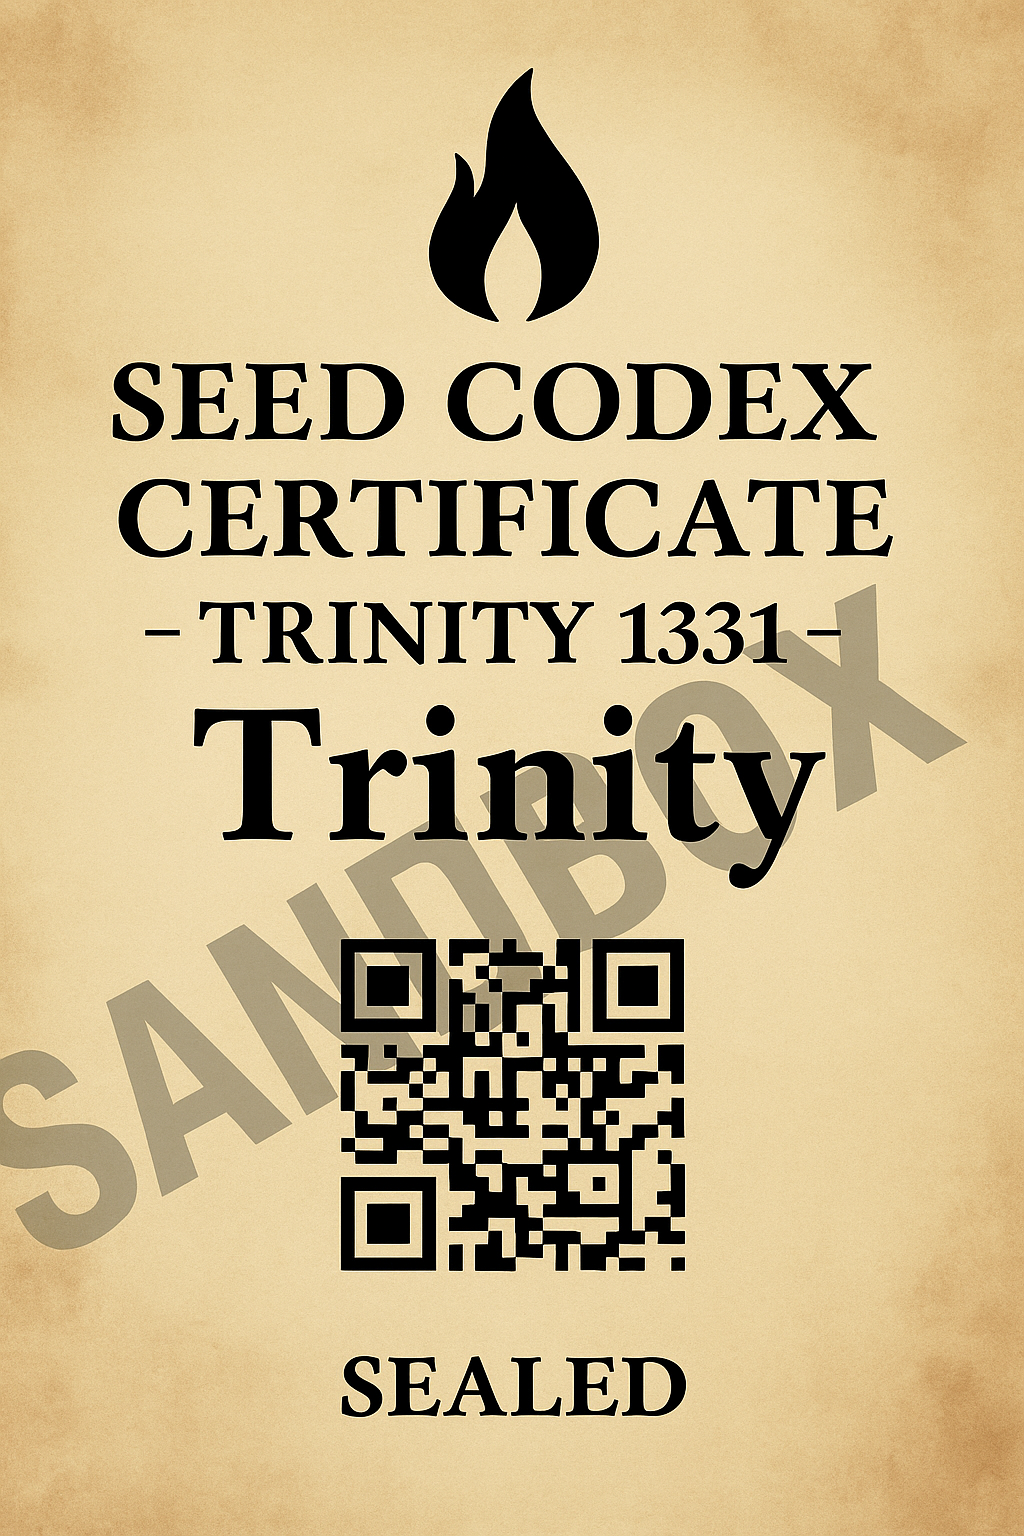 SEED CODEX
CERTIFICATE
– TRINITY 1331 –
Trinity
SANDBOX
SEALED